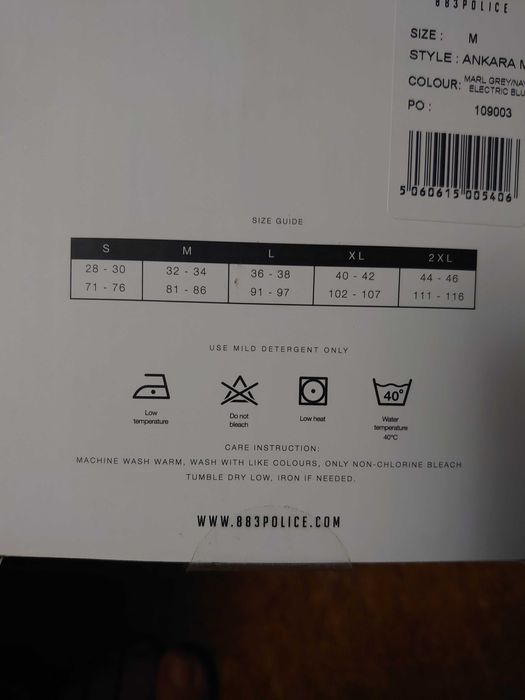 883POLICE
SIZE : M
STYLE : ANKARA
COLOUR: MARL GREY/NA
ELECTRIC BLU
PO : 109003
5 060615 005406
SIZE GUIDE
S M L XL 2XL
28 - 30 32 - 34 36 - 38 40 - 42 44 - 46
71 - 76 81 - 86 91 - 97 102 - 107 111 - 116
USE MILD DETERGENT ONLY
40°
Low temperature
Do not bleach
Low heat
Water temperature 40°C
CARE INSTRUCTION:
MACHINE WASH WARM, WASH WITH LIKE COLOURS, ONLY NON-CHLORINE BLEACH
TUMBLE DRY LOW, IRON IF NEEDED.
WWW.883POLICE.COM